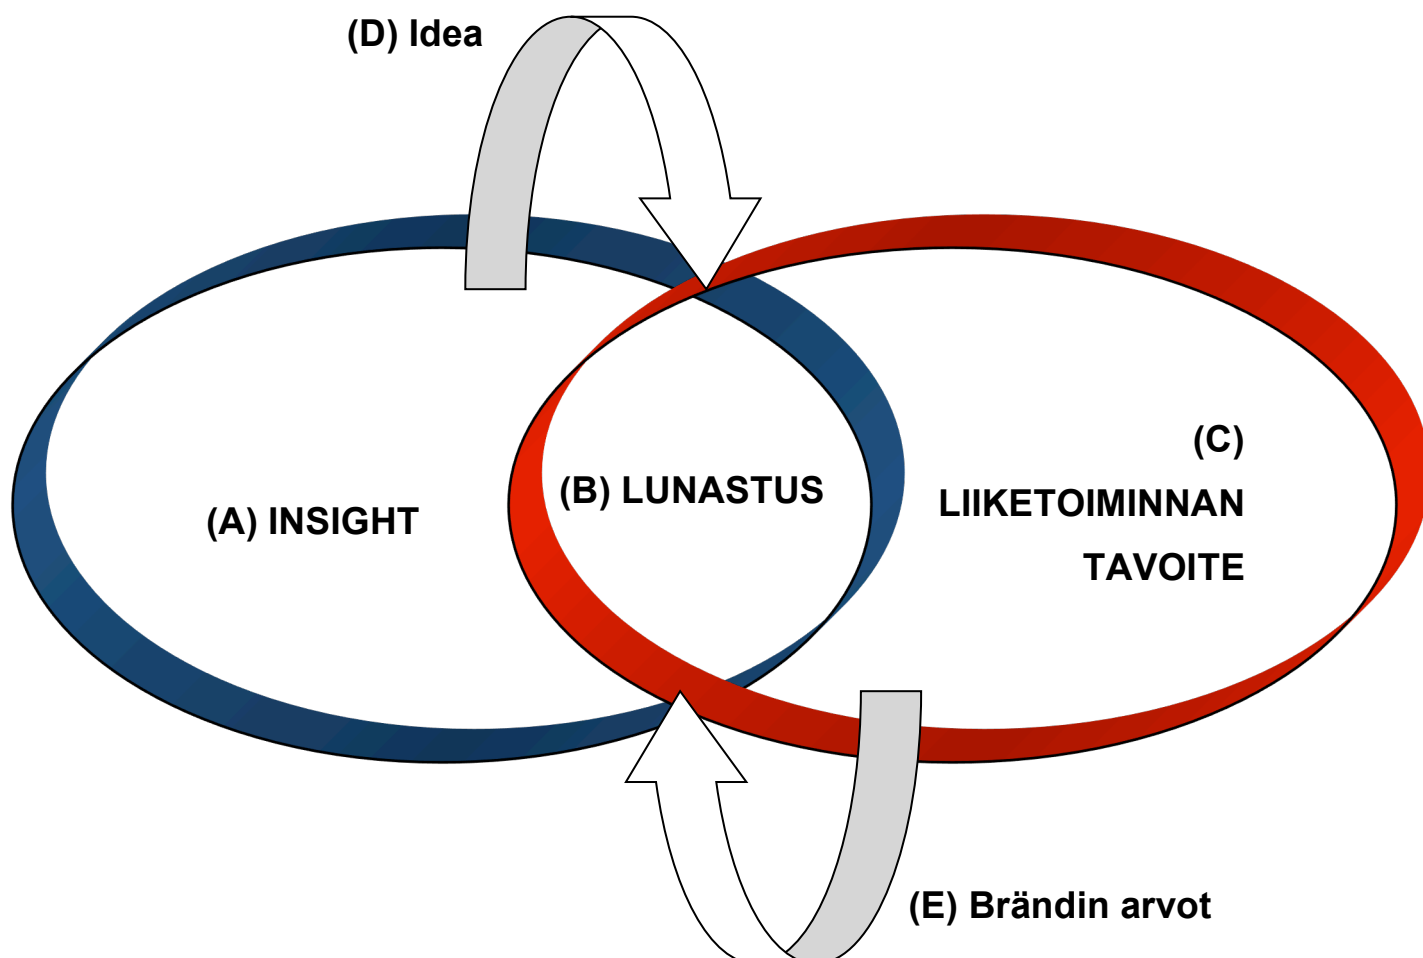 (D) Idea
(A) INSIGHT
(B) LUNASTUS
(C)
LIIKETOIMINNAN
TAVOITE
(E) Brändin arvot